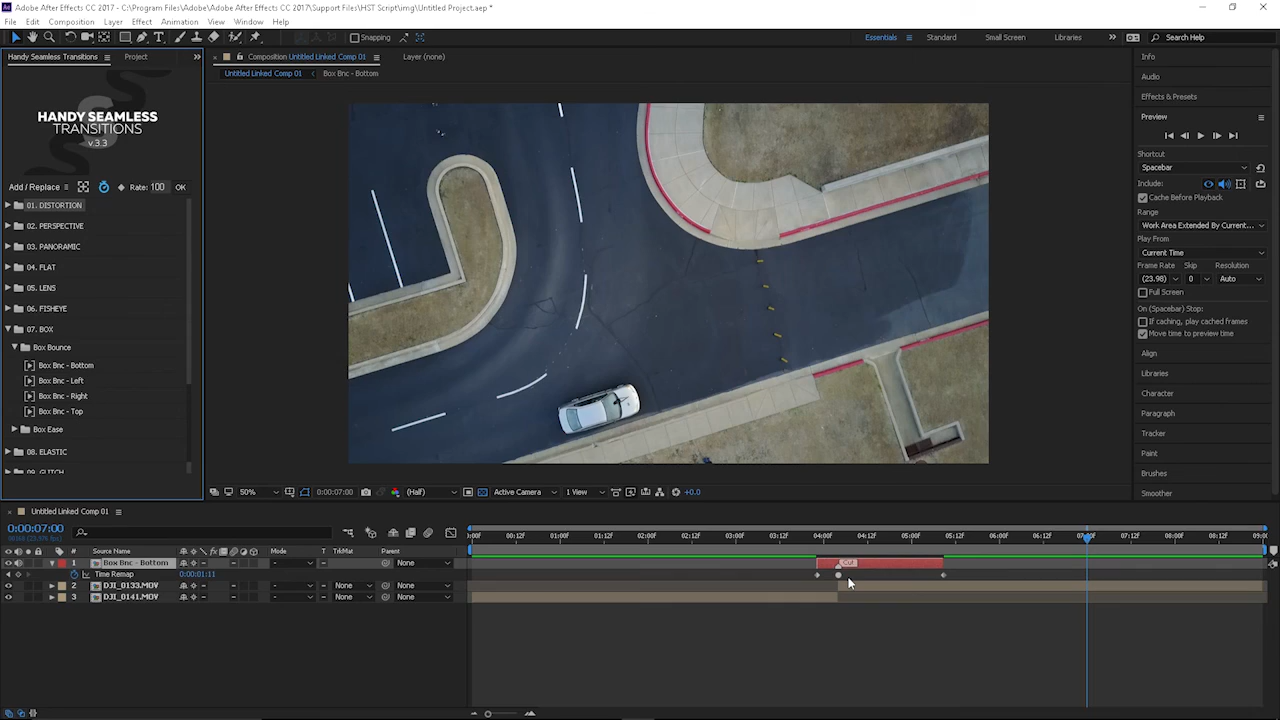 Adobe After Effects CC 2017 - C:\Program Files\Adobe\Adobe After Effects CC 2017\Support Files\HST Script\img\Untitled Project.aep *
File Edit Composition Layer Effect Animation View Window Help
Snapping
Essentials Standard Small Screen Libraries Search Help
Handy Seamless Transitions Project
Composition Untitled Linked Comp 01 Layer (none)
Untitled Linked Comp 01 Box Bnc - Bottom
HANDY SEAMLESS
TRANSITIONS
v.3.3
Add / Replace Rate: 100 OK
01. DISTORTION
02. PERSPECTIVE
03. PANORAMIC
04. FLAT
05. LENS
06. FISHEYE
07. BOX
Box Bounce
Box Bnc - Bottom
Box Bnc - Left
Box Bnc - Right
Box Bnc - Top
Box Ease
08. ELASTIC
09. GLITCH
50% 0:00:07:00 (Half) Active Camera 1 View +0.0
Info
Audio
Effects & Presets
Preview
Shortcut
Spacebar
Include:
Cache Before Playback
Range
Work Area Extended By Current...
Play From
Current Time
Frame Rate Skip Resolution
(23.98) 0 Auto
Full Screen
On (Spacebar) Stop:
If caching, play cached frames
Move time to preview time
Align
Libraries
Character
Paragraph
Tracker
Paint
Brushes
Smoother
Untitled Linked Comp 01
0:00:07:00
:00F 00:12F 01:00F 01:12F 02:00F 02:12F 03:00F 03:12F 04:00F 04:12F 05:00F 05:12F 06:00F 06:12F 07:00F 07:12F 08:00F 08:12F 09:00
# Source Name Mode T TrkMat Parent
1 Box Bnc - Bottom - None Cut
Time Remap 0:00:01:11
2 DJI_0133.MOV - None None
3 DJI_0141.MOV - None None